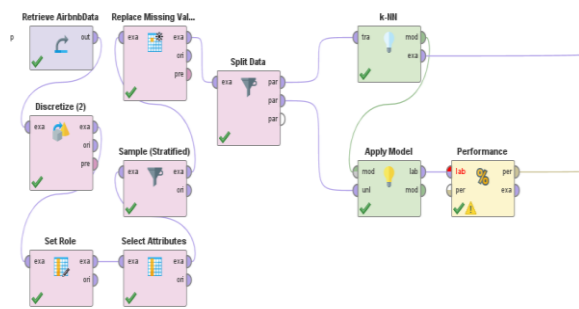 Retrieve AirbnbData
p
out
Replace Missing Val...
exa
exa
ori
pre
Split Data
exa
par
par
par
k-NN
tra
mod
exa
Discretize (2)
exa
exa
ori
pre
Sample (Stratified)
exa
exa
ori
Apply Model
mod
lab
unl
mod
Performance
lab
per
per
exa
%
Set Role
exa
exa
ori
Select Attributes
exa
exa
ori